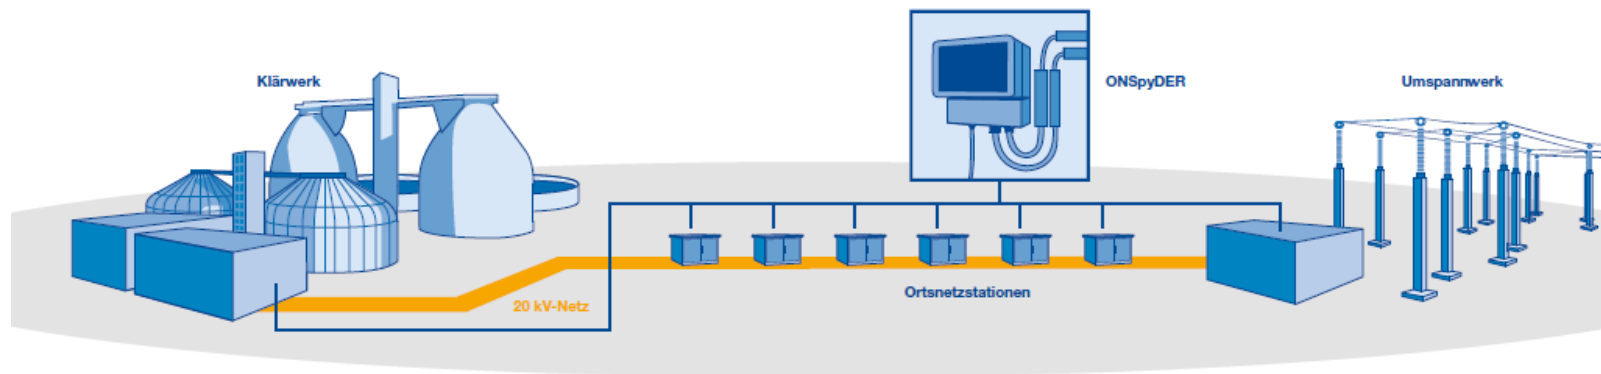 Klärwerk
ONSpyDER
Umspannwerk
Ortsnetzstationen
20 kV-Netz